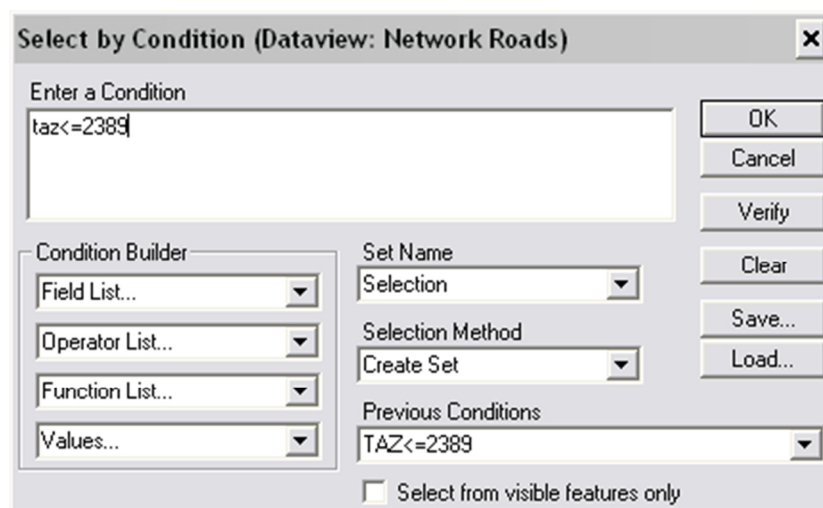 Select by Condition (Dataview: Network Roads)
Enter a Condition
taz<=2389
OK
Cancel
Verify
Clear
Save...
Load...
Condition Builder
Field List...
Operator List...
Function List...
Values...
Set Name
Selection
Selection Method
Create Set
Previous Conditions
TAZ<=2389
Select from visible features only